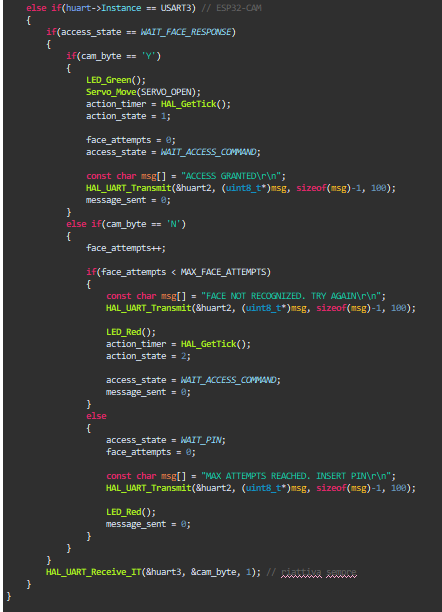 else if(huart->Instance == USART3) // ESP32-CAM
{
if(access_state == WAIT_FACE_RESPONSE)
{
if(cam_byte == 'Y')
{
LED_Green();
Servo_Move(SERVO_OPEN);
action_timer = HAL_GetTick();
action_state = 1;
face_attempts = 0;
access_state = WAIT_ACCESS_COMMAND;
const char msg[] = "ACCESS GRANTED\r\n";
HAL_UART_Transmit(&huart2, (uint8_t*)msg, sizeof(msg)-1, 100);
message_sent = 0;
}
else if(cam_byte == 'N')
{
face_attempts++;
if(face_attempts < MAX_FACE_ATTEMPTS)
{
const char msg[] = "FACE NOT RECOGNIZED. TRY AGAIN\r\n";
HAL_UART_Transmit(&huart2, (uint8_t*)msg, sizeof(msg)-1, 100);
LED_Red();
action_timer = HAL_GetTick();
action_state = 2;
access_state = WAIT_ACCESS_COMMAND;
message_sent = 0;
}
else
{
access_state = WAIT_PIN;
face_attempts = 0;
const char msg[] = "MAX ATTEMPTS REACHED. INSERT PIN\r\n";
HAL_UART_Transmit(&huart2, (uint8_t*)msg, sizeof(msg)-1, 100);
LED_Red();
message_sent = 0;
}
}
}
HAL_UART_Receive_IT(&huart3, &cam_byte, 1); // riattiva sempre
}
}